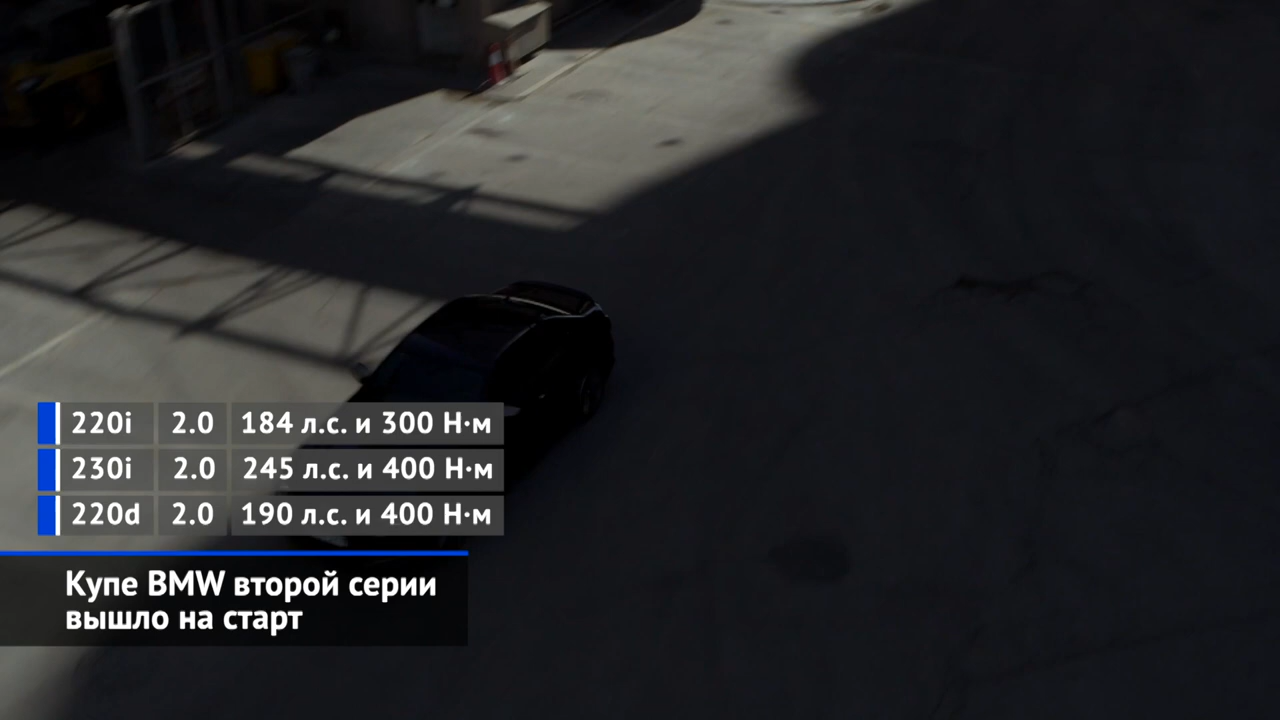 220i 2.0 184 л.с. и 300 Н·м
230i 2.0 245 л.с. и 400 Н·м
220d 2.0 190 л.с. и 400 Н·м
Купе BMW второй серии
вышло на старт